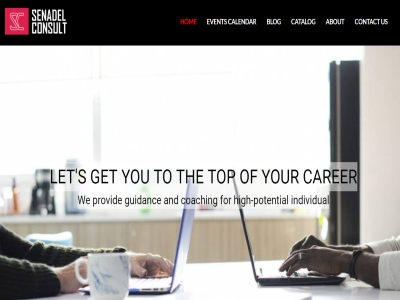 SENADEL
CONSULT
HOME
EVENTS CALENDAR
BLOG
CATALOG
ABOUT
CONTACT US
LET'S GET YOU TO THE TOP OF YOUR CAREER
We provide guidance and coaching for high-potential individual